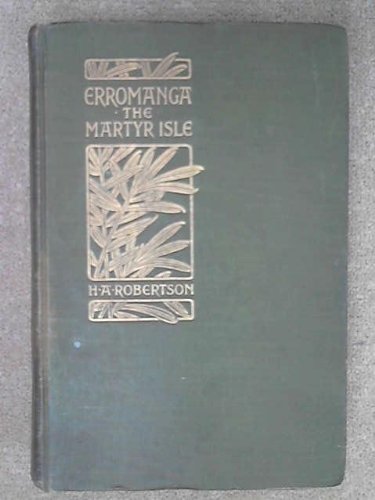 ERROMANGA
· THE
MARTYR ISLE
H·A·ROBERTSON